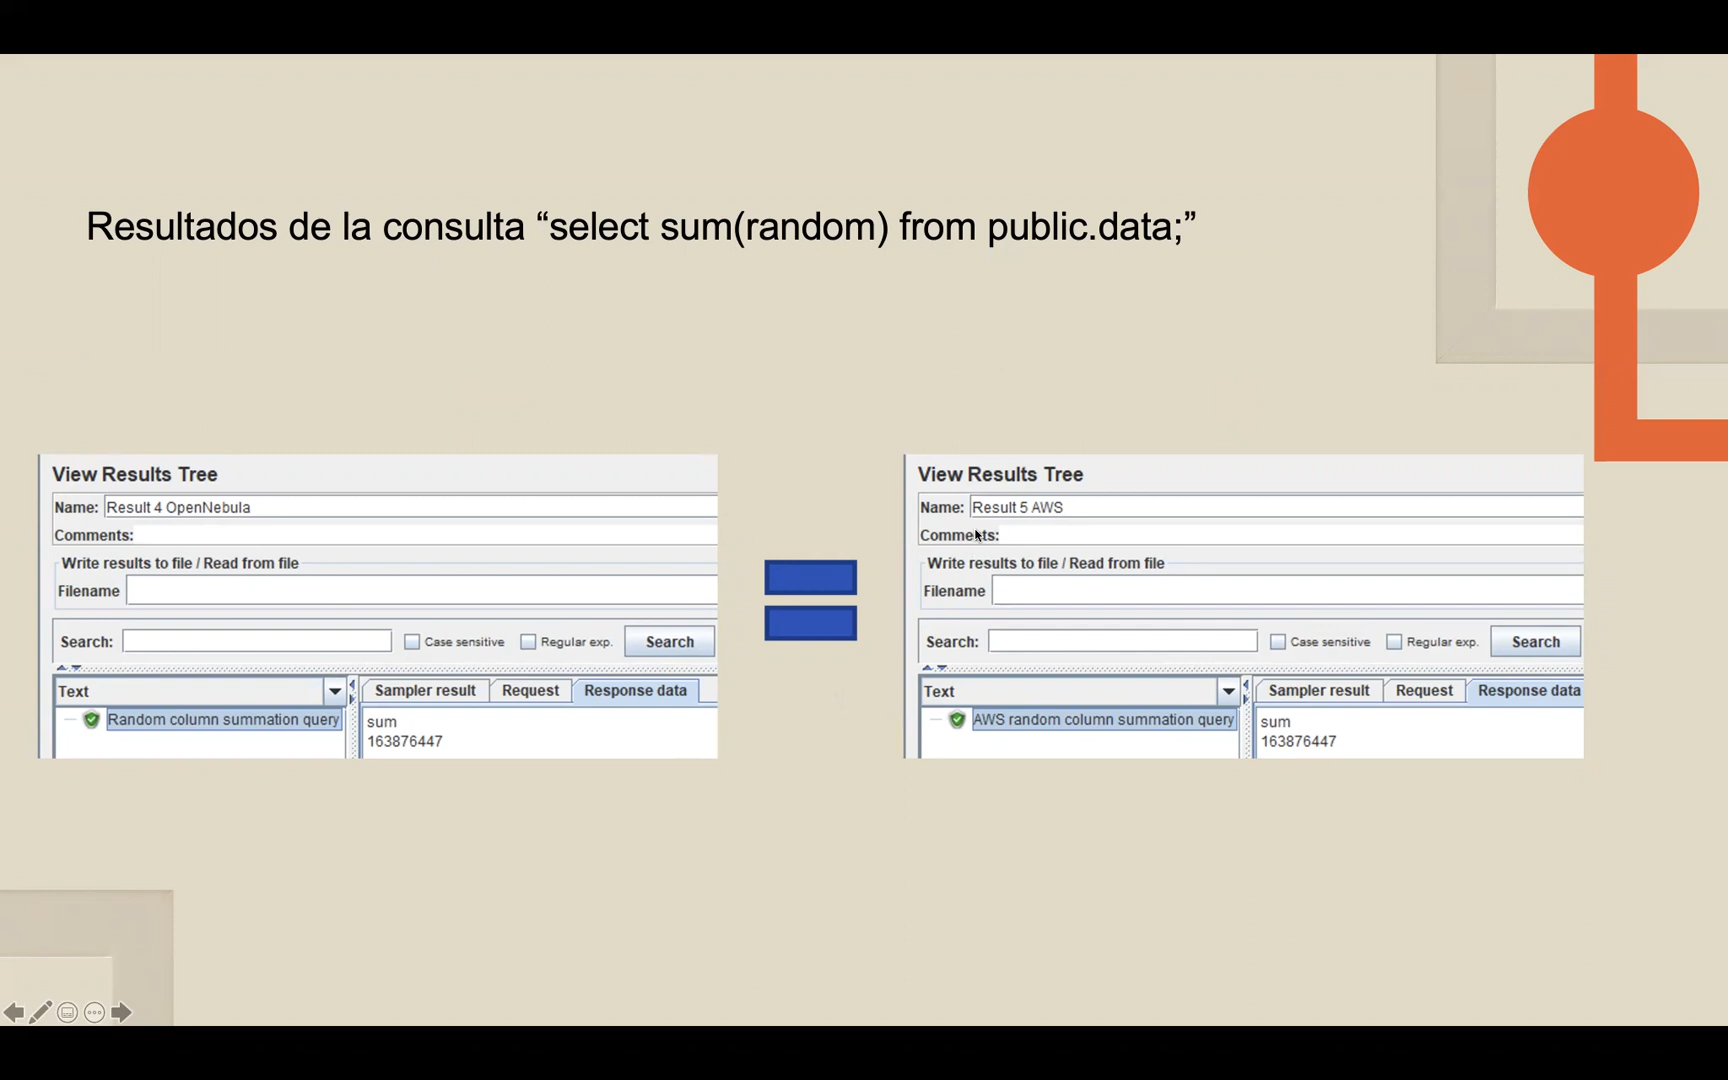 Resultados de la consulta “select sum(random) from public.data;”
View Results Tree
Name: Result 4 OpenNebula
Comments:
Write results to file / Read from file
Filename
Search: Case sensitive Regular exp. Search
Text Sampler result Request Response data
Random column summation query
sum
163876447
View Results Tree
Name: Result 5 AWS
Comments:
Write results to file / Read from file
Filename
Search: Case sensitive Regular exp. Search
Text Sampler result Request Response data
AWS random column summation query
sum
163876447